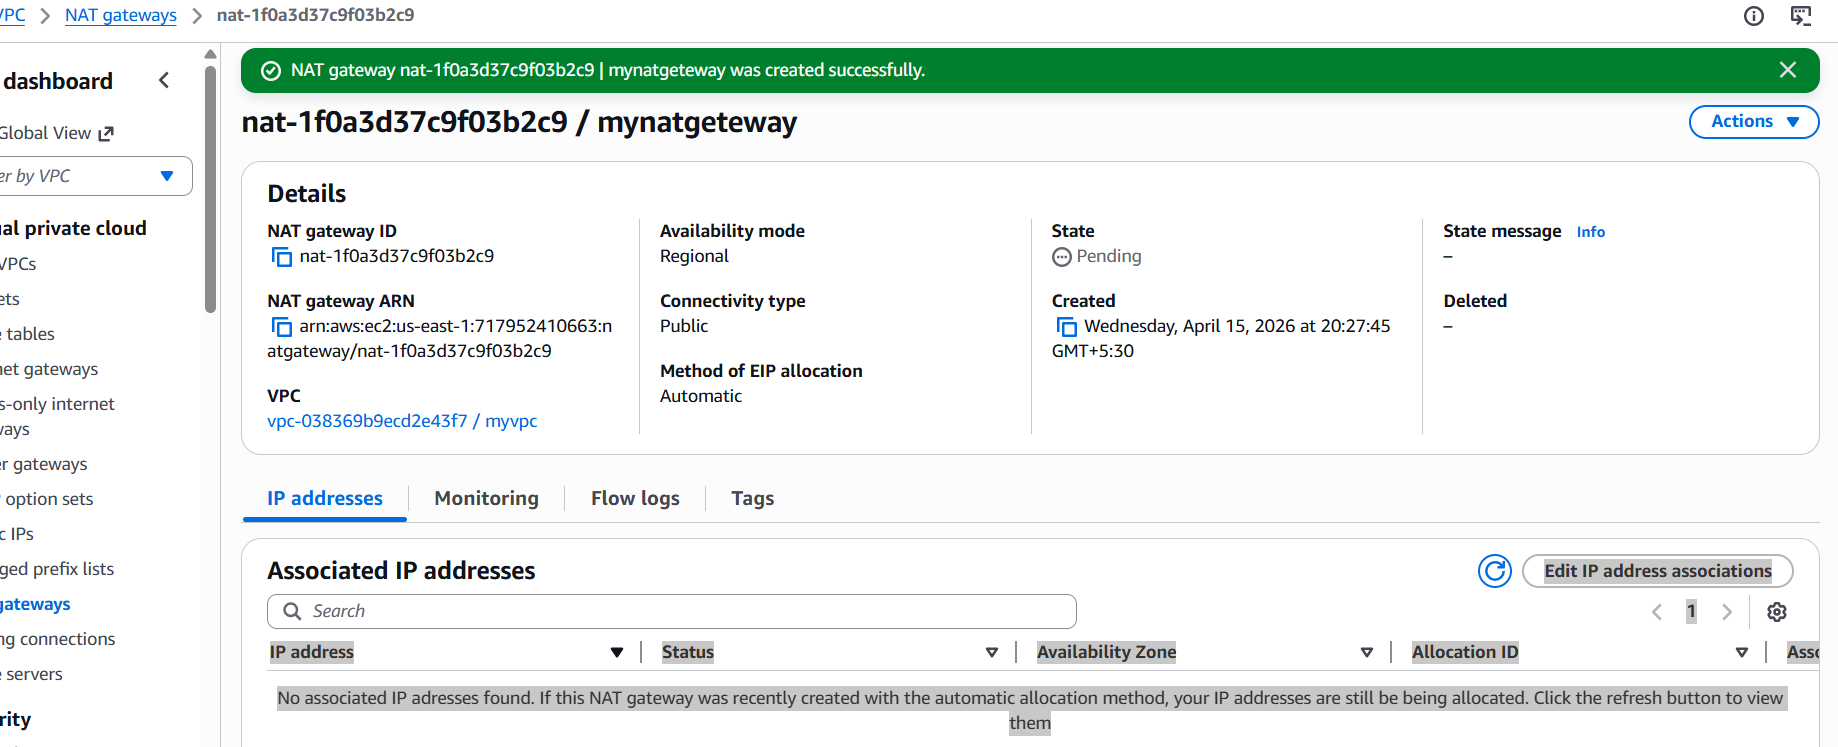 VPC > NAT gateways > nat-1f0a3d37c9f03b2c9
NAT gateway nat-1f0a3d37c9f03b2c9 | mynatgeteway was created successfully.
dashboard
Global View
er by VPC
al private cloud
VPCs
ets
e tables
net gateways
s-only internet
ways
er gateways
option sets
c IPs
ged prefix lists
gateways
ng connections
e servers
rity
nat-1f0a3d37c9f03b2c9 / mynatgeteway
Actions
Details
NAT gateway ID
nat-1f0a3d37c9f03b2c9
NAT gateway ARN
arn:aws:ec2:us-east-1:717952410663:n
atgateway/nat-1f0a3d37c9f03b2c9
VPC
vpc-038369b9ecd2e43f7 / myvpc
Availability mode
Regional
Connectivity type
Public
Method of EIP allocation
Automatic
State
Pending
Created
Wednesday, April 15, 2026 at 20:27:45
GMT+5:30
State message Info
–
Deleted
–
IP addresses Monitoring Flow logs Tags
Associated IP addresses
Edit IP address associations
Search
1
IP address Status Availability Zone Allocation ID Asso
No associated IP adresses found. If this NAT gateway was recently created with the automatic allocation method, your IP addresses are still be being allocated. Click the refresh button to view
them